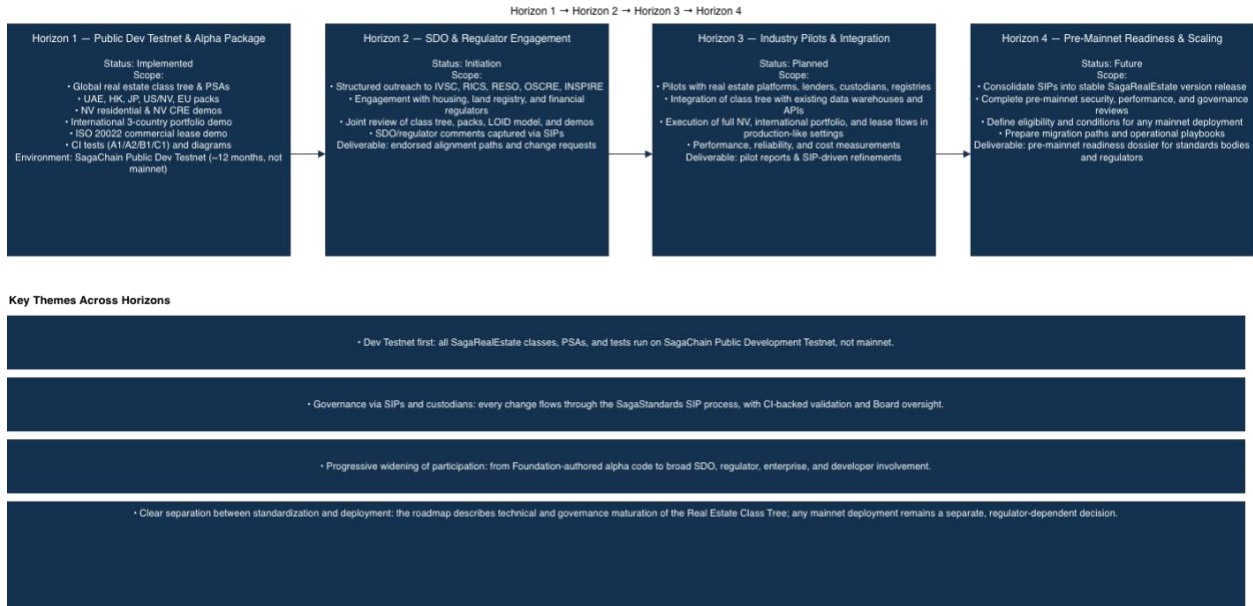 Horizon 1 → Horizon 2 → Horizon 3 → Horizon 4
Horizon 1 — Public Dev Testnet & Alpha Package
Status: Implemented
Scope:
• Global real estate class tree & PSAs
• UAE, HK, JP, US/NV, EU packs
• NV residential & NV CRE demos
• International 3-country portfolio demo
• ISO 20022 commercial lease demo
• CI tests (A1/A2/B1/C1) and diagrams
Environment: SagaChain Public Dev Testnet (~12 months, not
mainnet)
Horizon 2 — SDO & Regulator Engagement
Status: Initiation
Scope:
• Structured outreach to IVSC, RICS, RESO, OSCRE, INSPIRE
• Engagement with housing, land registry, and financial
regulators
• Joint review of class tree, packs, LOID model, and demos
• SDO/regulator comments captured via SIPs
Deliverable: endorsed alignment paths and change requests
Horizon 3 — Industry Pilots & Integration
Status: Planned
Scope:
• Pilots with real estate platforms, lenders, custodians, registries
• Integration of class tree with existing data warehouses and
APIs
• Execution of full NV, international portfolio, and lease flows in
production-like settings
• Performance, reliability, and cost measurements
Deliverable: pilot reports & SIP-driven refinements
Horizon 4 — Pre-Mainnet Readiness & Scaling
Status: Future
Scope:
• Consolidate SIPs into stable SagaRealEstate version release
• Complete pre-mainnet security, performance, and governance
reviews
• Define eligibility and conditions for any mainnet deployment
• Prepare migration paths and operational playbooks
Deliverable: pre-mainnet readiness dossier for standards bodies
and regulators
Key Themes Across Horizons
• Dev Testnet first: all SagaRealEstate classes, PSAs, and tests run on SagaChain Public Development Testnet, not mainnet.
• Governance via SIPs and custodians: every change flows through the SagaStandards SIP process, with CI-backed validation and Board oversight.
• Progressive widening of participation: from Foundation-authored alpha code to broad SDO, regulator, enterprise, and developer involvement.
• Clear separation between standardization and deployment: the roadmap describes technical and governance maturation of the Real Estate Class Tree; any mainnet deployment remains a separate, regulator-dependent decision.